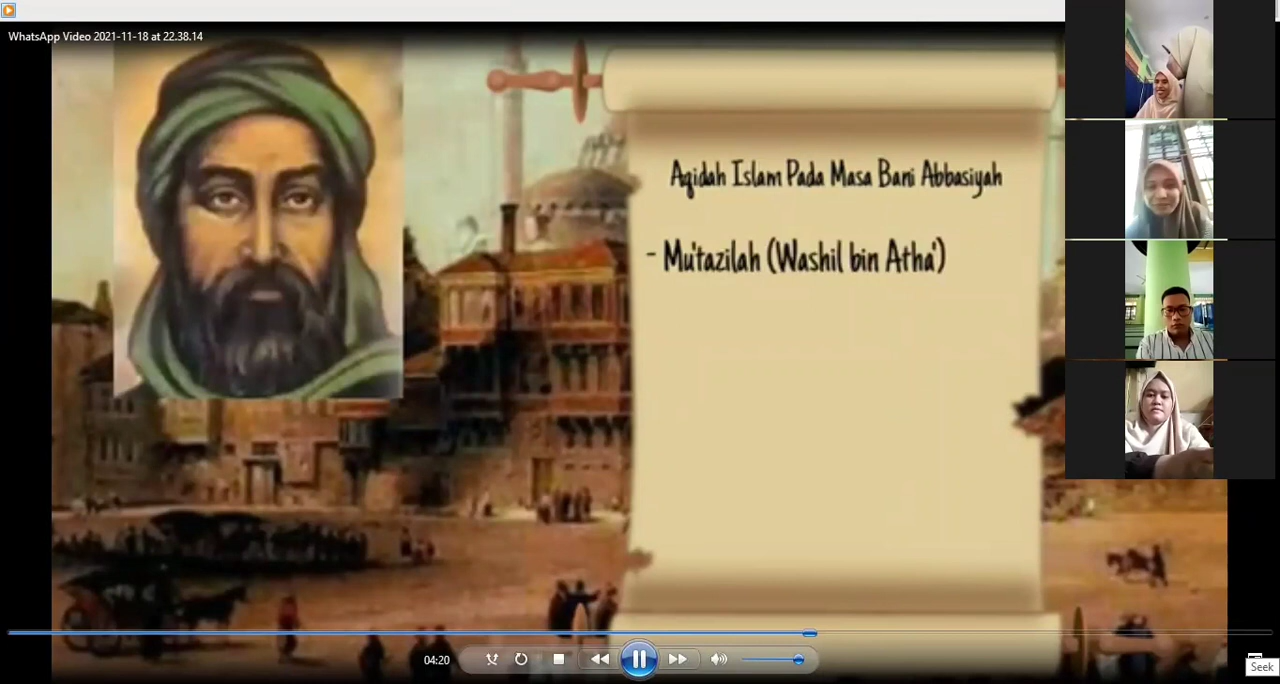 WhatsApp Video 2021-11-18 at 22.38.14
Aqidah Islam Pada Masa Bani Abbasiyah
- Mu'tazilah (Washil bin Atha')
04:20
Seek